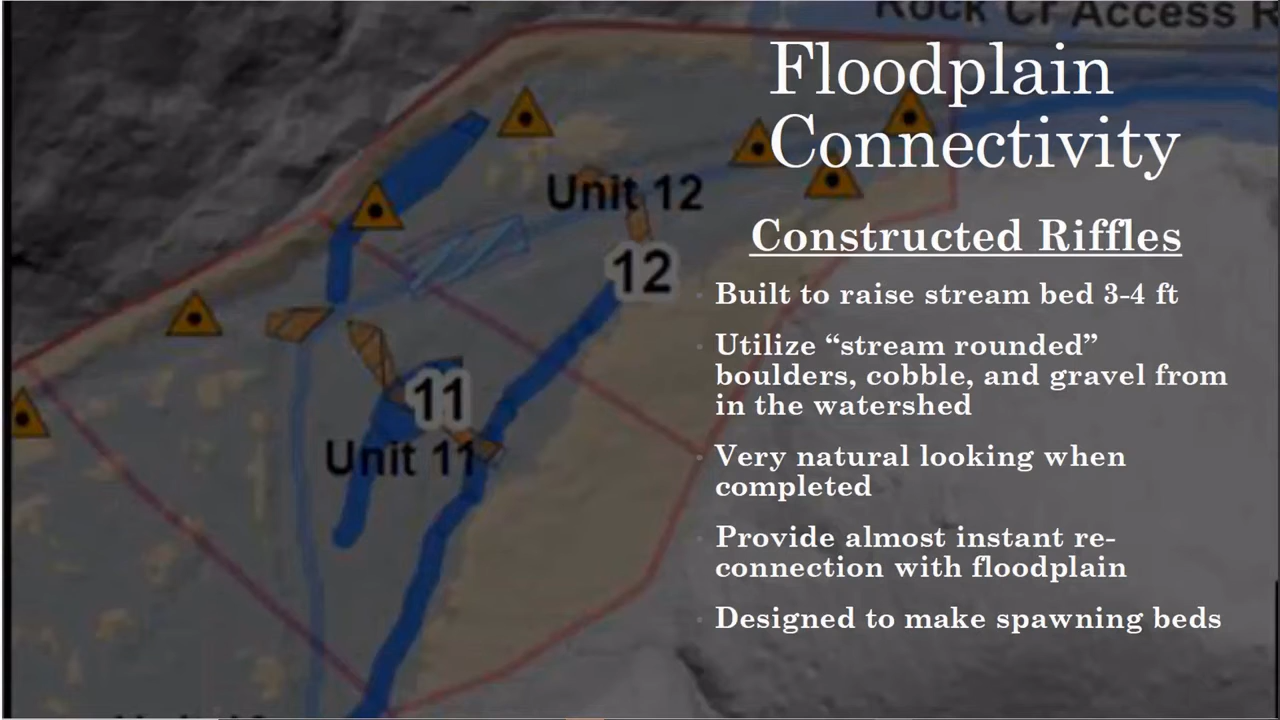 Rock Cr Access R
Floodplain
Connectivity
Unit 12
Constructed Riffles
12
Built to raise stream bed 3-4 ft
Utilize “stream rounded”
boulders, cobble, and gravel from
in the watershed
11
Unit 11
Very natural looking when
completed
Provide almost instant re-
connection with floodplain
Designed to make spawning beds